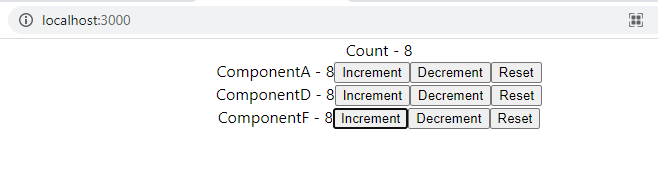 localhost:3000
Count - 8
ComponentA - 8 Increment Decrement Reset
ComponentD - 8 Increment Decrement Reset
ComponentF - 8 Increment Decrement Reset